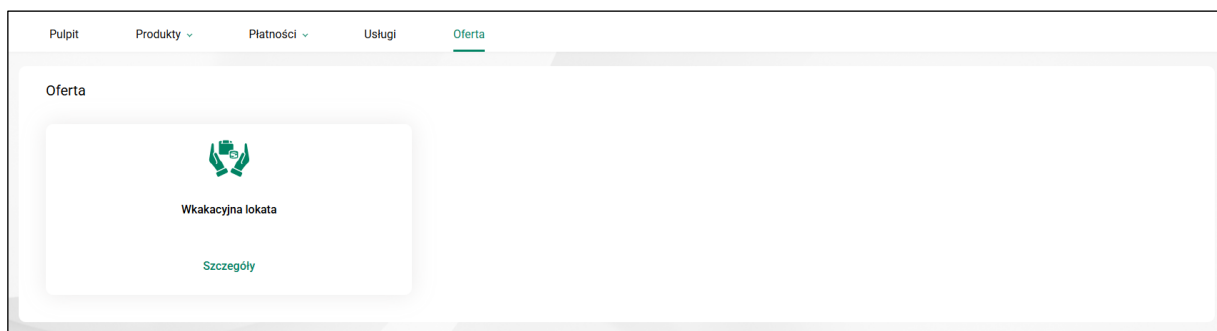 Pulpit Produkty Płatności Usługi Oferta
Oferta
Wkakacyjna lokata
Szczegóły